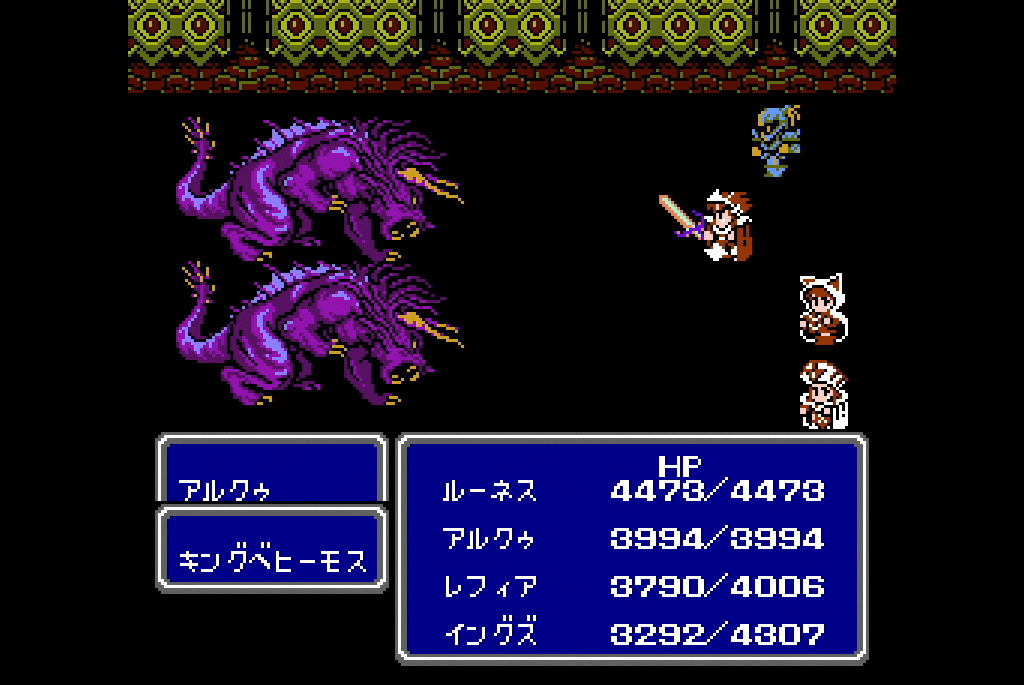 アルクゥ
キングベヒーモス
HP
ルーネス 4473/4473
アルクゥ 3994/3994
レフィア 3790/4006
イングズ 3292/4307